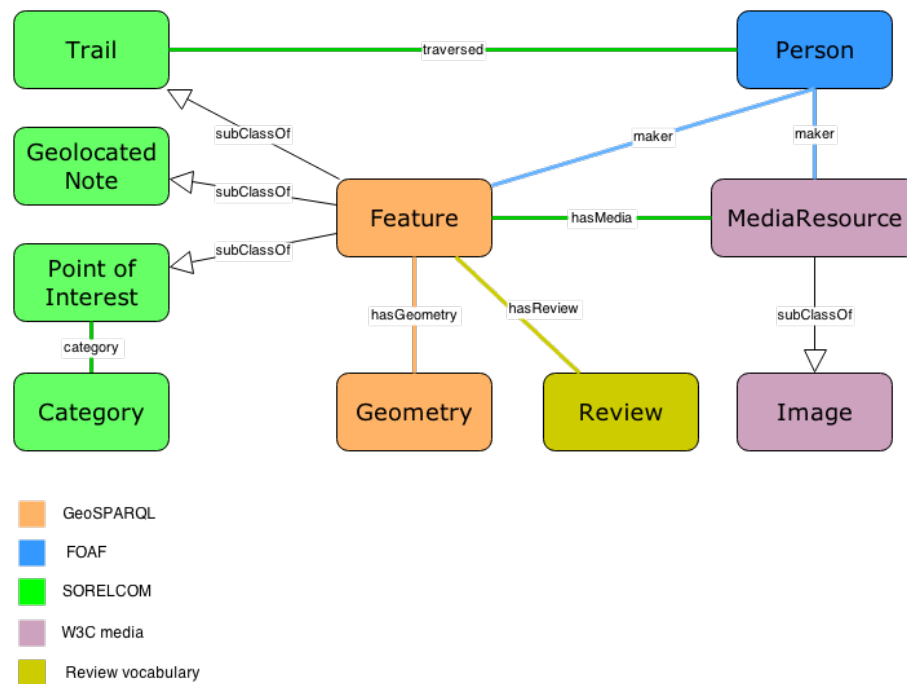 Trail
traversed
Person
subClassOf
maker
maker
Geolocated
Note
subClassOf
Feature
hasMedia
MediaResource
subClassOf
Point of
Interest
hasGeometry
hasReview
subClassOf
category
Category
Geometry
Review
Image
GeoSPARQL
FOAF
SORELCOM
W3C media
Review vocabulary